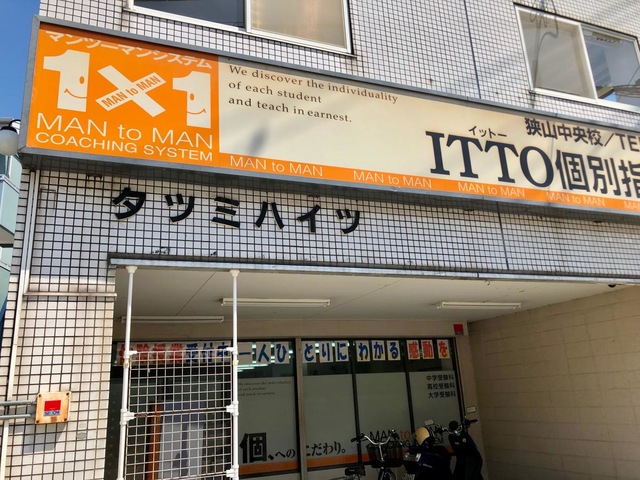 マンツーマンシステム
1×1
MAN to MAN
MAN to MAN
COACHING SYSTEM
We discover the individuality
of each student
and teach in earnest.
狭山中央校/TE
イットー
ITTO個別指
MAN to MAN
MAN to MAN
MAN to MAN
MAN to MAN
タツミハイツ
一人ひとりにわかる感動を
中学受験科
高校受験科
大学受験科
個、へのこだわり。
MAN